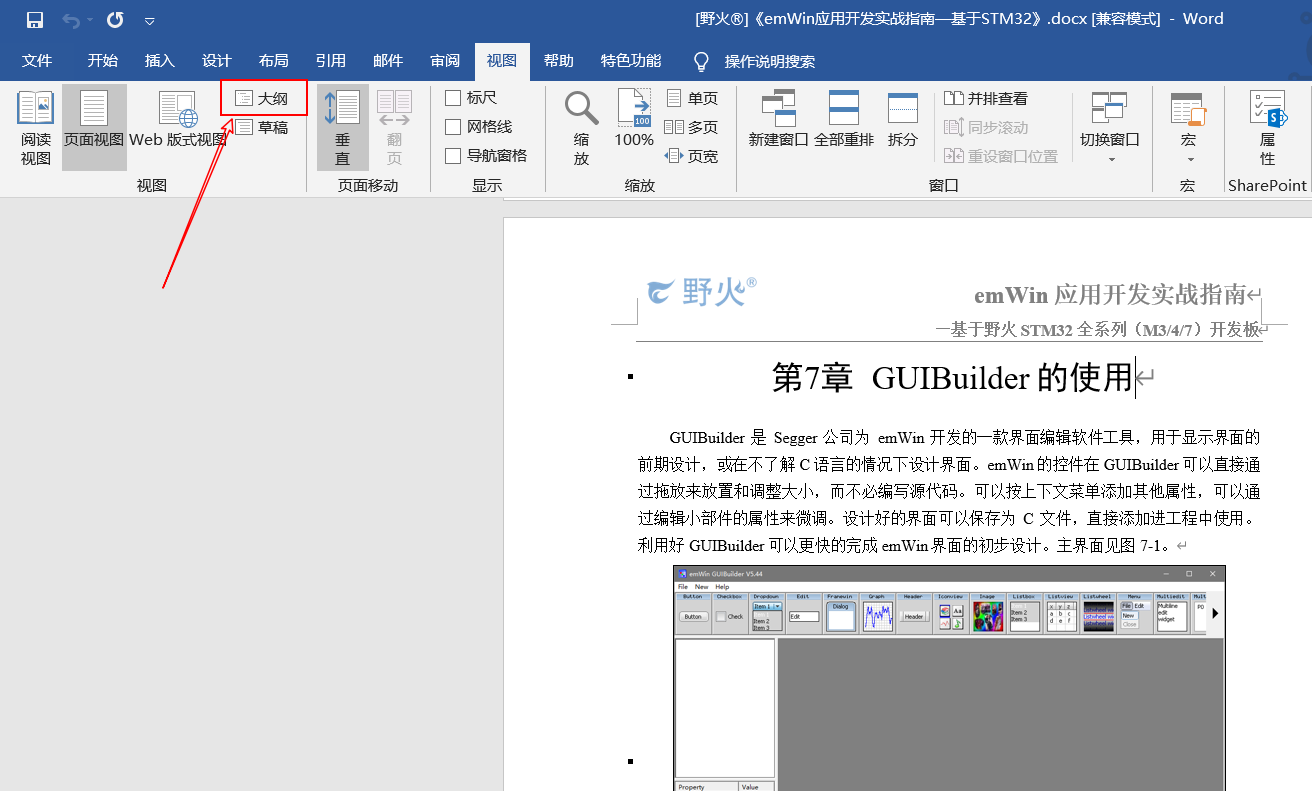 [野火®]《emWin应用开发实战指南—基于STM32》.docx [兼容模式] - Word
文件 开始 插入 设计 布局 引用 邮件 审阅 视图 帮助 特色功能 操作说明搜索
阅读视图 页面视图 Web 版式视图 大纲 草稿
视图
垂直 翻页
页面移动
标尺
网格线
导航窗格
显示
缩放 100% 100 单页 多页 页宽
缩放
新建窗口 全部重排 拆分 并排查看 同步滚动 重设窗口位置 切换窗口
窗口
宏
宏
属性
SharePoint
野火®
emWin 应用开发实战指南
—基于野火 STM32 全系列（M3/4/7）开发板
第7章 GUIBuilder 的使用
GUIBuilder 是 Segger 公司为 emWin 开发的一款界面编辑软件工具，用于显示界面的
前期设计，或在不了解 C 语言的情况下设计界面。emWin 的控件在 GUIBuilder 可以直接通
过拖放来放置和调整大小，而不必编写源代码。可以按上下文菜单添加其他属性，可以通
过编辑小部件的属性来微调。设计好的界面可以保存为 C 文件，直接添加进工程中使用。
利用好 GUIBuilder 可以更快的完成 emWin 界面的初步设计。主界面见图 7-1。
emWin GUIBuilder V5.44
File New Help
Button Checkbox Dropdown Edit Framewin Graph Header Iconview Image Listbox Listview Listwheel Menu Multiedit Mult
Button Check Item 1 Item 2 Item 3 Edit Dialog Header Aa Item 2 Item 3 x y z a b c d e f Listwheel File Edit New Close Multiline edit widget PO
Property Value